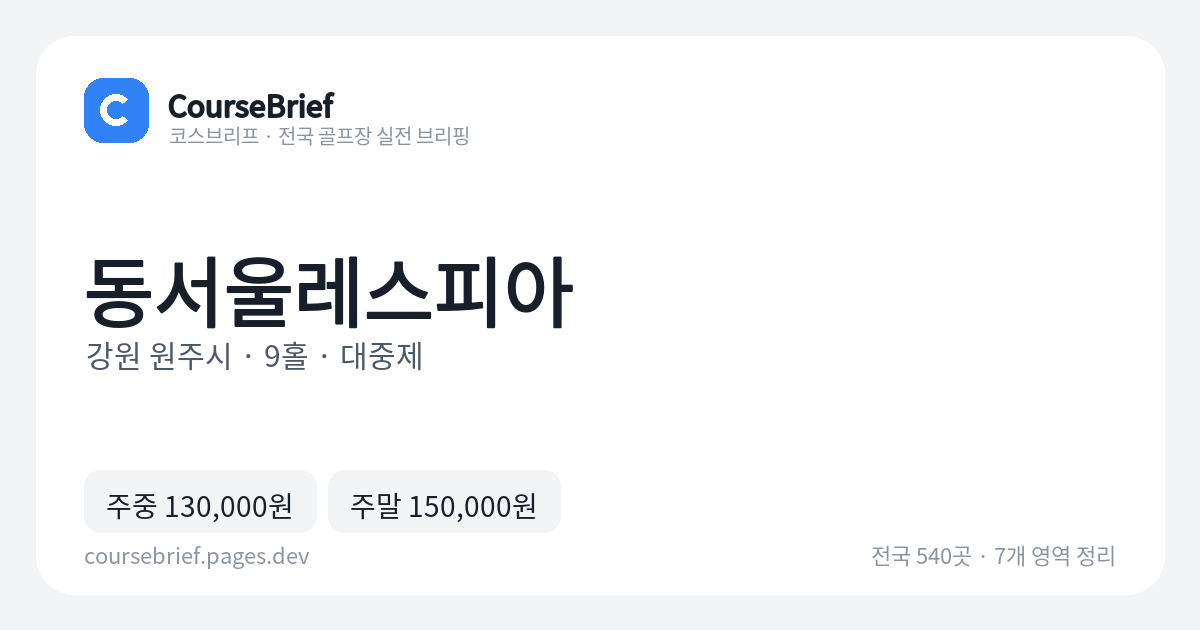 CourseBrief
코스브리프 · 전국 골프장 실전 브리핑
동서울레스피아
강원 원주시 · 9홀 · 대중제
주중 130,000원 주말 150,000원
coursebrief.pages.dev 전국 540곳 · 7개 영역 정리